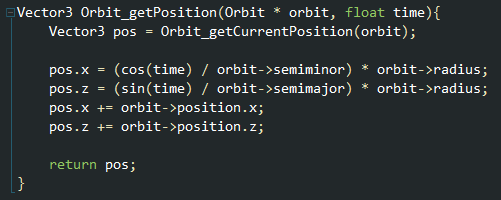 Vector3 Orbit_getPosition(Orbit * orbit, float time){
    Vector3 pos = Orbit_getCurrentPosition(orbit);

    pos.x = (cos(time) / orbit->semiminor) * orbit->radius;
    pos.z = (sin(time) / orbit->semimajor) * orbit->radius;
    pos.x += orbit->position.x;
    pos.z += orbit->position.z;

    return pos;
}